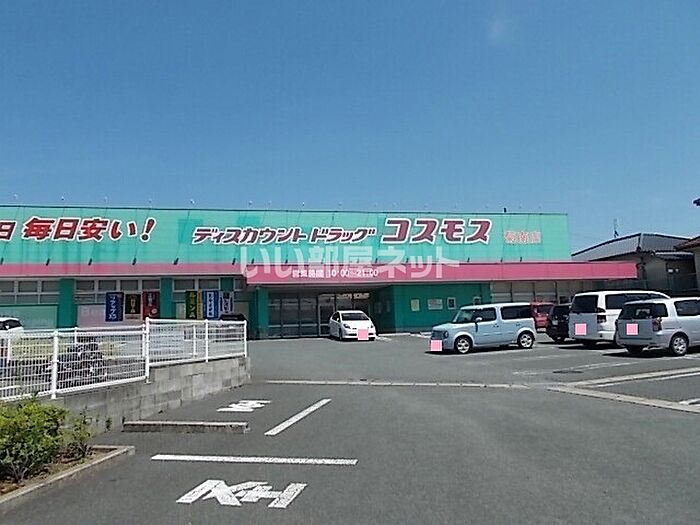 毎日安い!
ディスカウントドラッグ コスモス
営業時間 10:00~21:00
いい部屋ネット